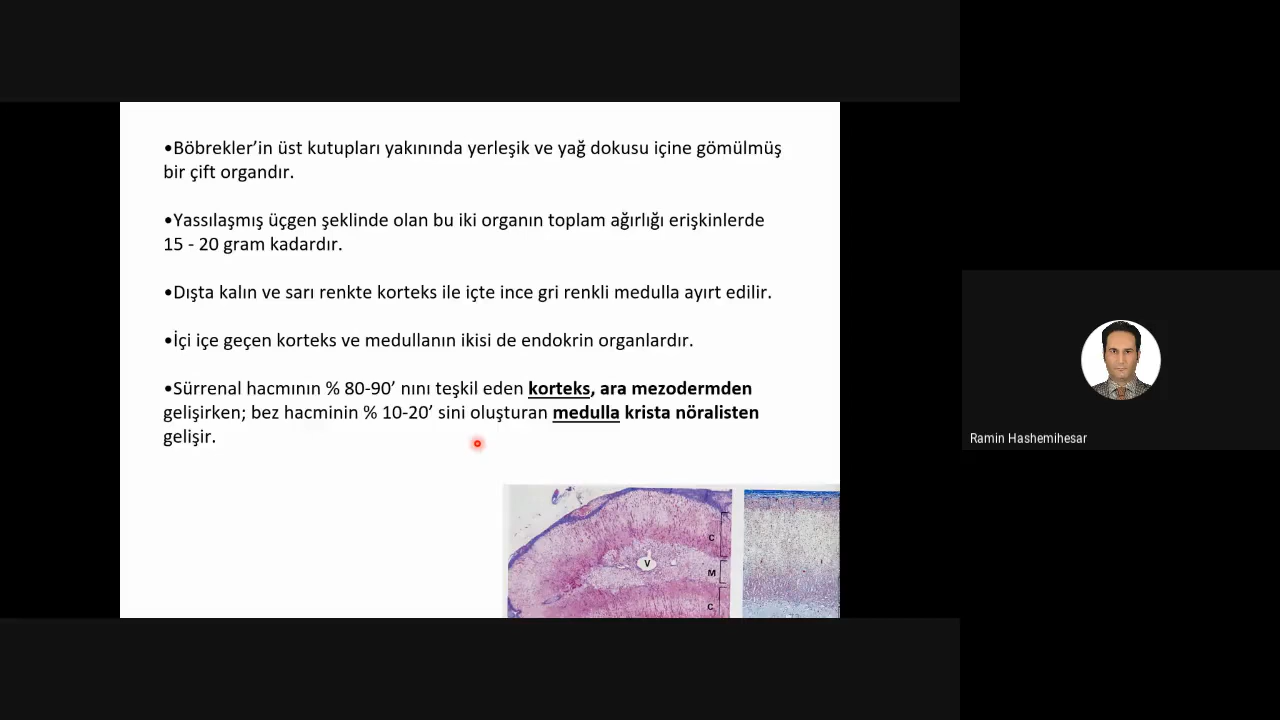 •Böbrekler’in üst kutupları yakınında yerleşik ve yağ dokusu içine gömülmüş
bir çift organdır.
•Yassılaşmış üçgen şeklinde olan bu iki organın toplam ağırlığı erişkinlerde
15 - 20 gram kadardır.
•Dışta kalın ve sarı renkte korteks ile içte ince gri renkli medulla ayırt edilir.
•İçi içe geçen korteks ve medullanın ikisi de endokrin organlardır.
•Sürrenal hacmının % 80-90’ nını teşkil eden korteks, ara mezodermden
gelişirken; bez hacminin % 10-20’ sini oluşturan medulla krista nöralisten
gelişir.
C
V
M
C
Ramin Hashemihesar